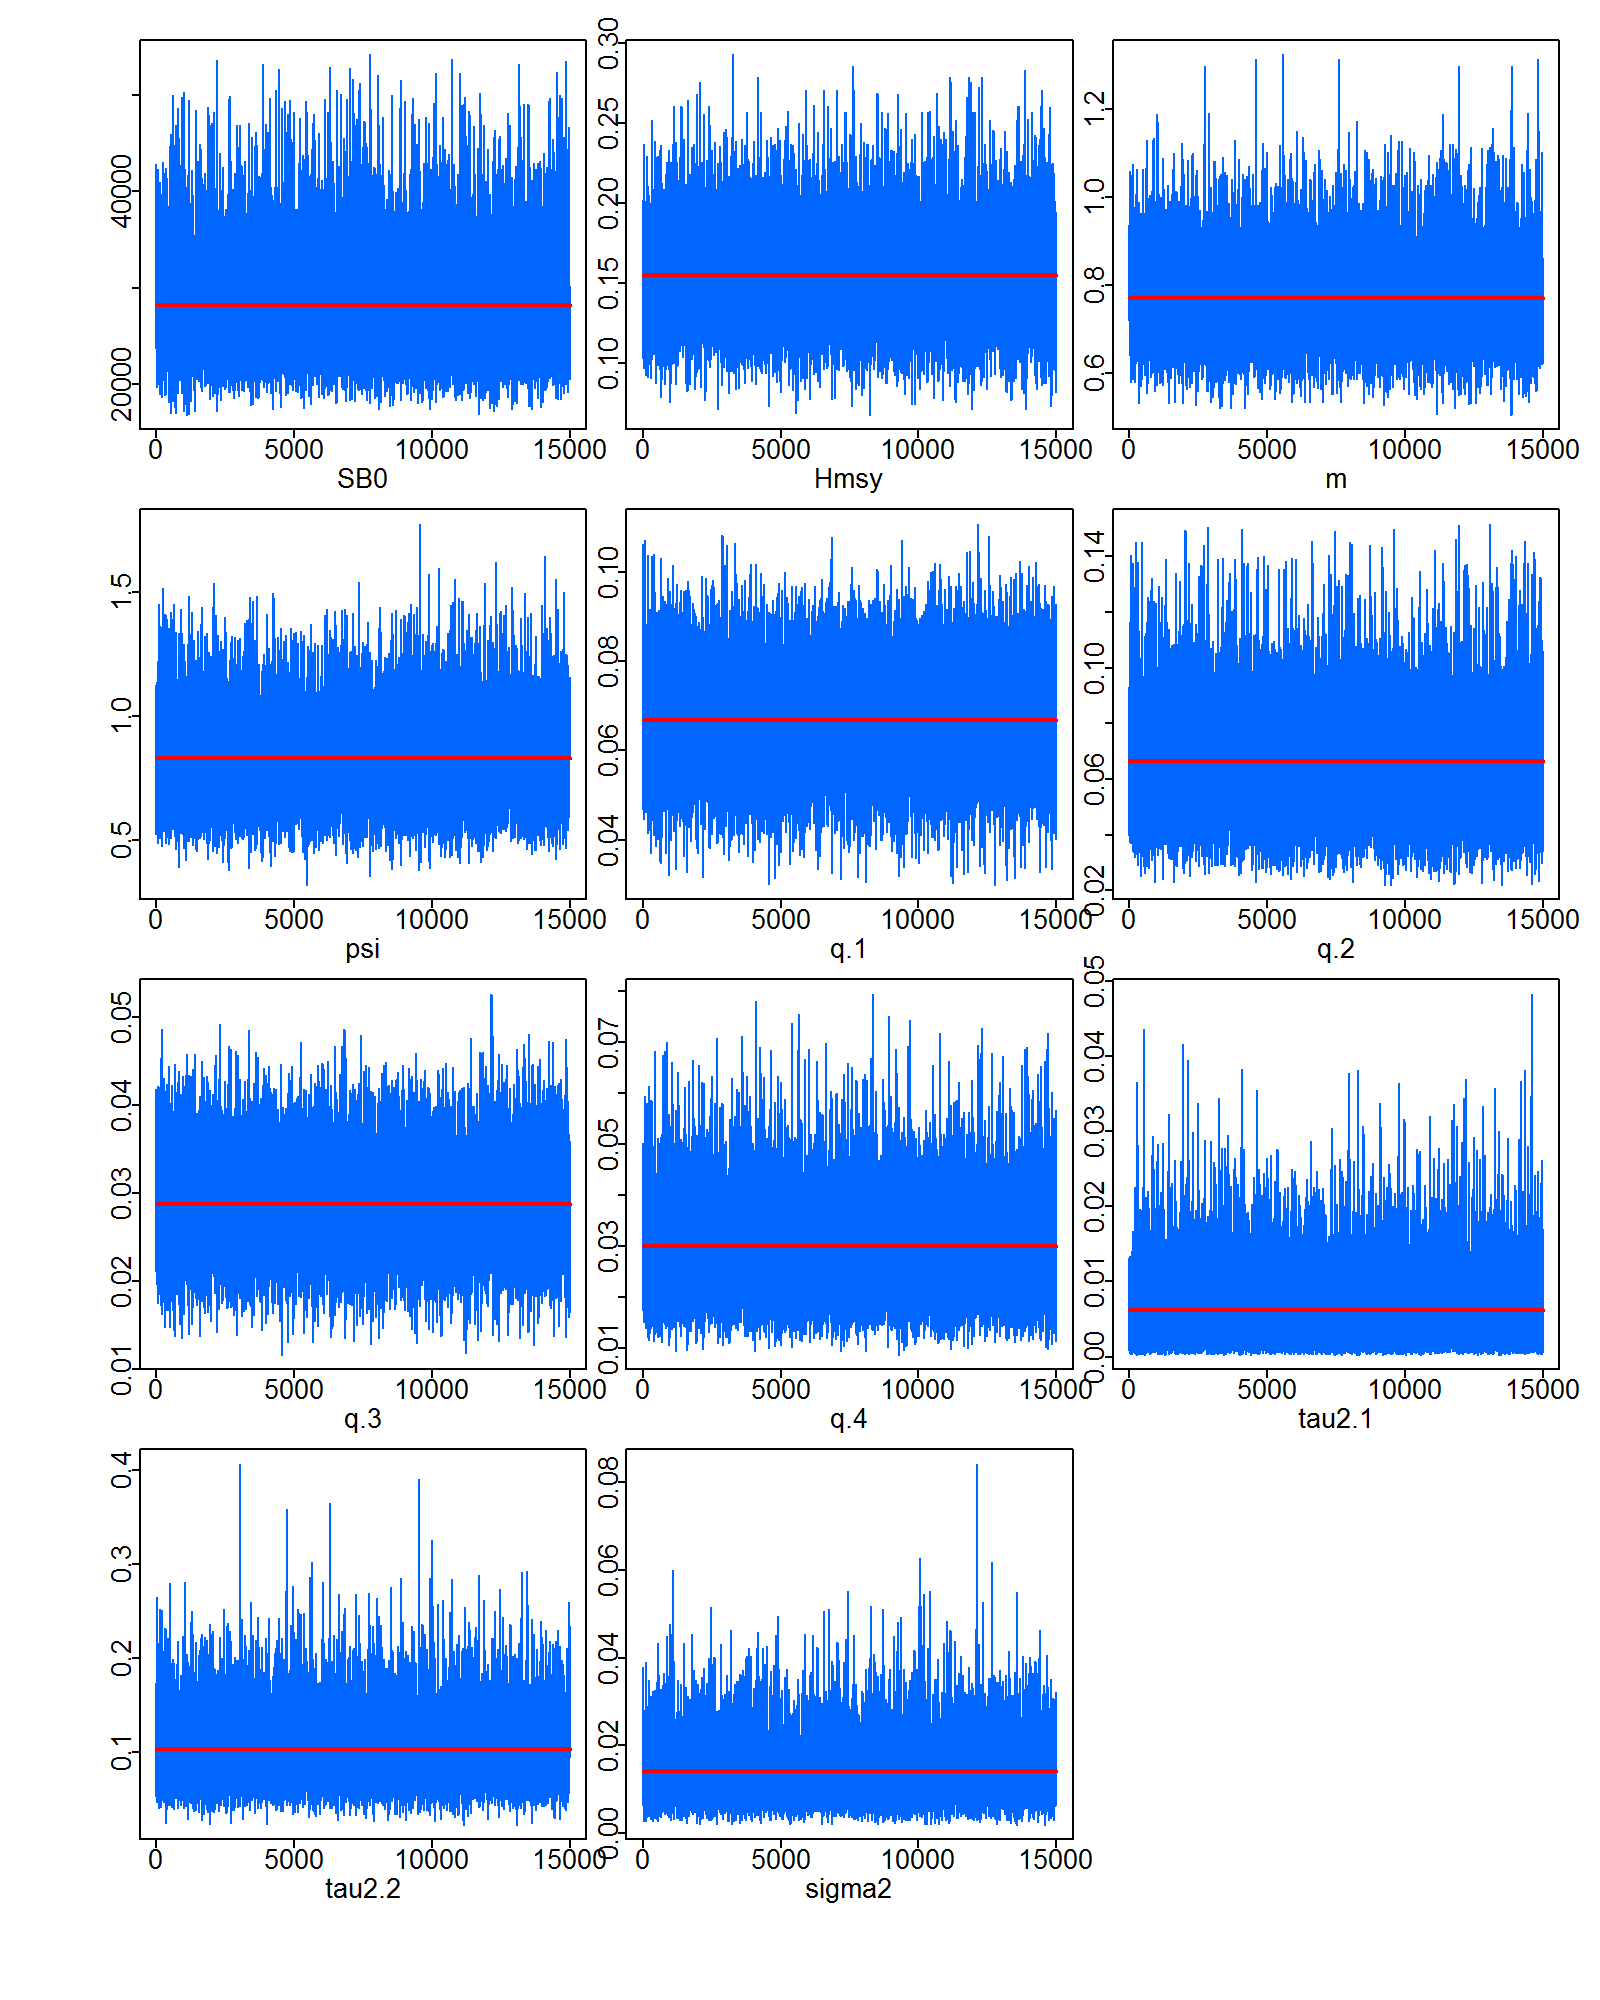 20000 40000
0 5000 10000 15000
SB0
0.10 0.15 0.20 0.25 0.30
0 5000 10000 15000
Hmsy
0.6 0.8 1.0 1.2
0 5000 10000 15000
m
0.5 1.0 1.5
0 5000 10000 15000
psi
0.04 0.06 0.08 0.10
0 5000 10000 15000
q.1
0.02 0.06 0.10 0.14
0 5000 10000 15000
q.2
0.01 0.02 0.03 0.04 0.05
0 5000 10000 15000
q.3
0.01 0.03 0.05 0.07
0 5000 10000 15000
q.4
0.00 0.01 0.02 0.03 0.04 0.05
0 5000 10000 15000
tau2.1
0.1 0.2 0.3 0.4
0 5000 10000 15000
tau2.2
0.00 0.02 0.04 0.06 0.08
0 5000 10000 15000
sigma2